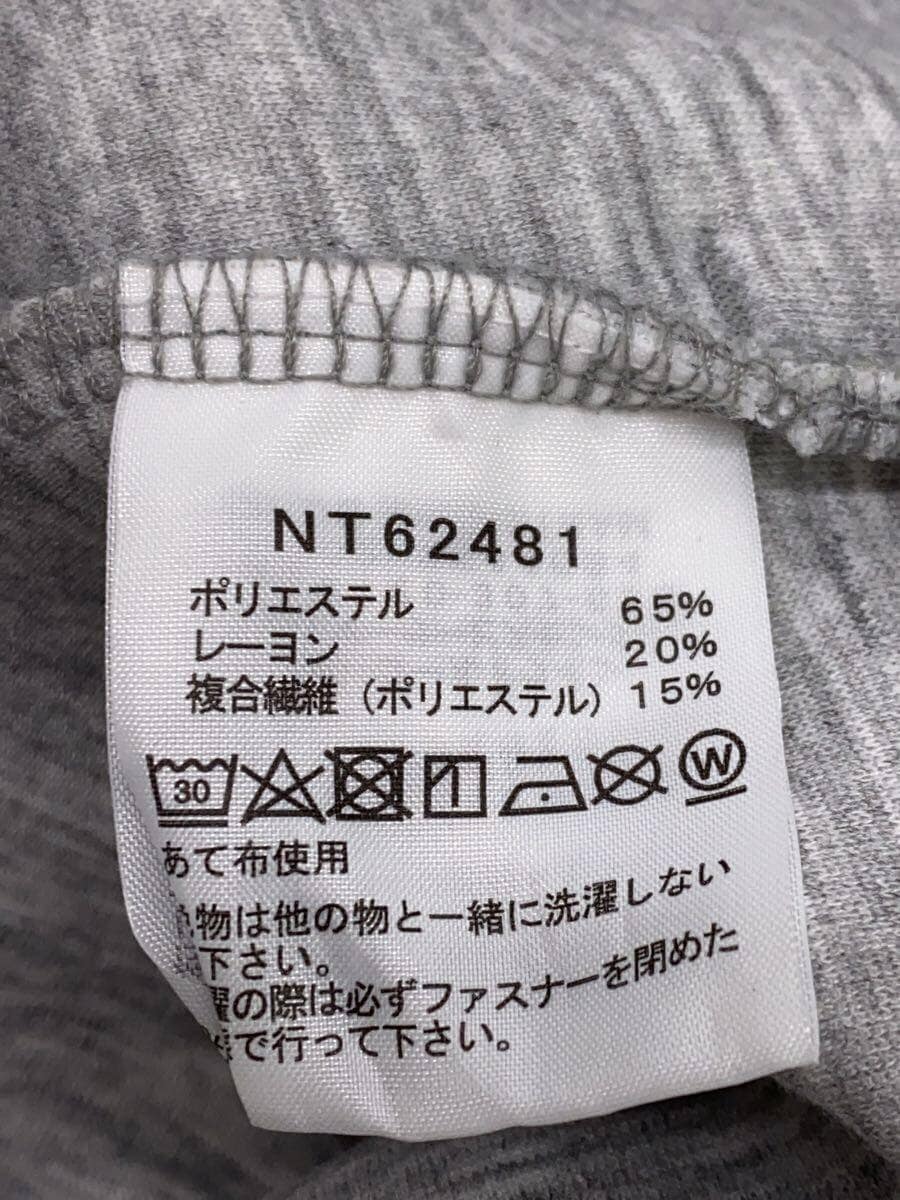 NT62481
ポリエステル 65%
レーヨン 20%
複合繊維（ポリエステル） 15%
30 W
あて布使用
物は他の物と一緒に洗濯しない
下さい。
濯の際は必ずファスナーを閉めた
で行って下さい。